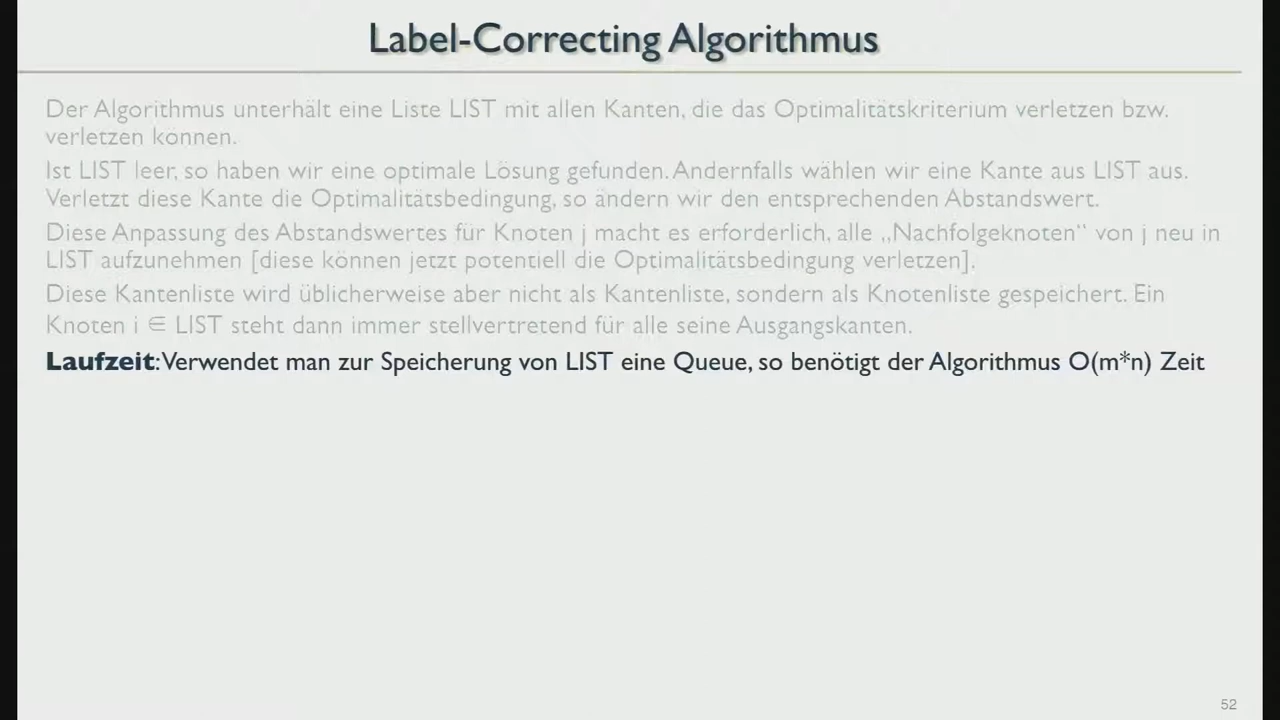 Label-Correcting Algorithmus
Der Algorithmus unterhält eine Liste LIST mit allen Kanten, die das Optimalitätskriterium verletzen bzw.
verletzen konnen.
Ist LIST leer, so haben wir eine optimale Lösung gefunden. Andernfalls wählen wir eine Kante aus LIST aus.
Verletzt diese Kante die Optimalitätsbedingung, so ändern wir den entsprechenden Abstandswert.
Diese Anpassung des Abstandswertes für Knoten j macht es erforderlich, alle „Nachfolgeknoten“ von j neu in
LIST aufzunehmen [diese können jetzt potentiell die Optimalitätsbedingung verletzen].
Diese Kantenliste wird üblicherweise aber nicht als Kantenliste, sondern als Knotenliste gespeichert. Ein
Knoten i ∈ LIST steht dann immer stellvertretend für alle seine Ausgangskanten.
Laufzeit: Verwendet man zur Speicherung von LIST eine Queue, so benötigt der Algorithmus O(m*n) Zeit
52